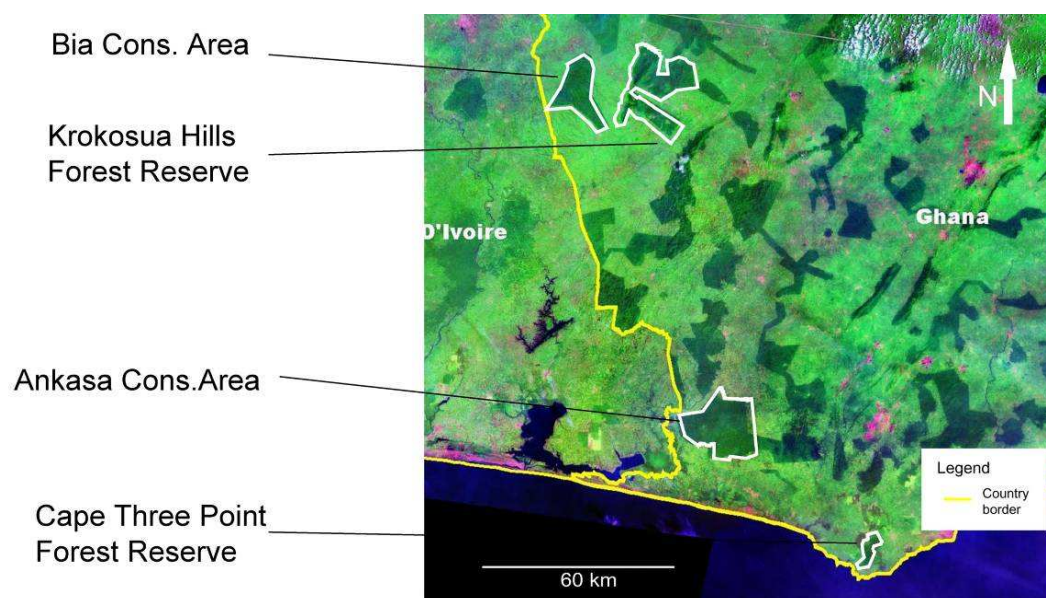 Bia Cons. Area
Krokosua Hills
Forest Reserve
N
D'Ivoire
Ghana
Ankasa Cons.Area
Legend
Country
border
Cape Three Point
Forest Reserve
60 km